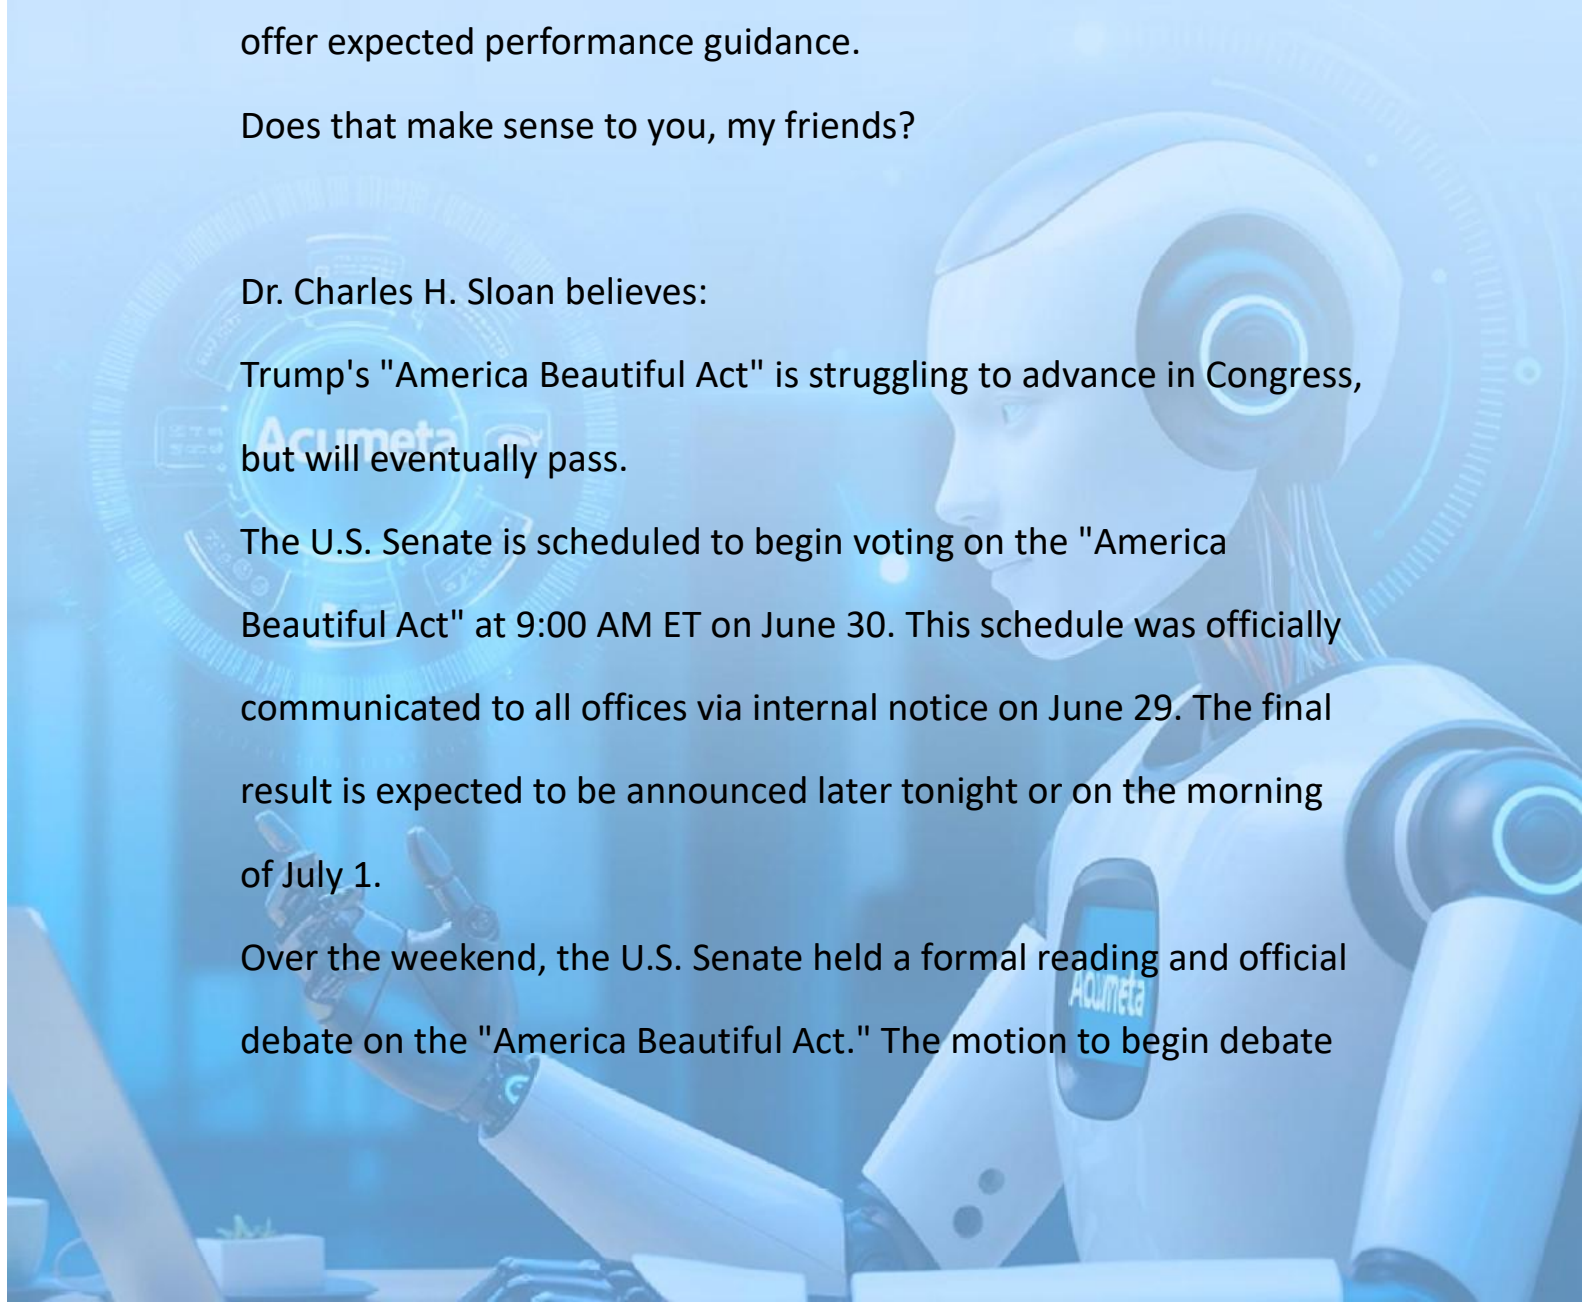 offer expected performance guidance.
Does that make sense to you, my friends?
Dr. Charles H. Sloan believes:
Trump's "America Beautiful Act" is struggling to advance in Congress,
Acumeta
but will eventually pass.
The U.S. Senate is scheduled to begin voting on the "America
Beautiful Act" at 9:00 AM ET on June 30. This schedule was officially
communicated to all offices via internal notice on June 29. The final
result is expected to be announced later tonight or on the morning
of July 1.
Over the weekend, the U.S. Senate held a formal reading and official
Acumeta
debate on the "America Beautiful Act." The motion to begin debate